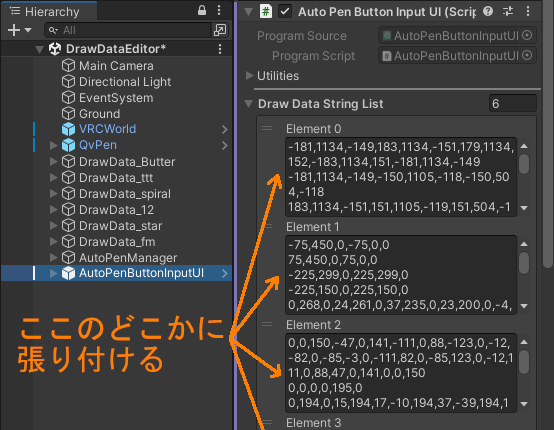 Hierarchy
All
DrawDataEditor*
Main Camera
Directional Light
EventSystem
Ground
VRCWorld
QvPen
DrawData_Butter
DrawData_ttt
DrawData_spiral
DrawData_12
DrawData_star
DrawData_fm
AutoPenManager
AutoPenButtonInputUI
ここのどこかに
張り付ける
Auto Pen Button Input UI (Scrip
Program Source
AutoPenButtonInputUI
Program Script
AutoPenButtonInputUI
Utilities
Draw Data String List
6
Element 0
-181,1134,-149,183,1134,-151,179,1134,
152,-183,1134,151,-181,1134,-149
-181,1134,-149,-150,1105,-118,-150,50
4,-118
183,1134,-151,151,1105,-119,151,504,-1
Element 1
-75,450,0,-75,0,0
75,450,0,75,0,0
-225,299,0,225,299,0
-225,150,0,225,150,0
0,268,0,24,261,0,37,235,0,23,200,0,-4,
Element 2
0,0,150,-47,0,141,-111,0,88,-123,0,-12,
-82,0,-85,-3,0,-111,82,0,-85,123,0,-12,1
11,0,88,47,0,141,0,0,150
0,0,0,0,195,0
0,194,0,15,194,17,-10,194,37,-39,194,1
Element 3